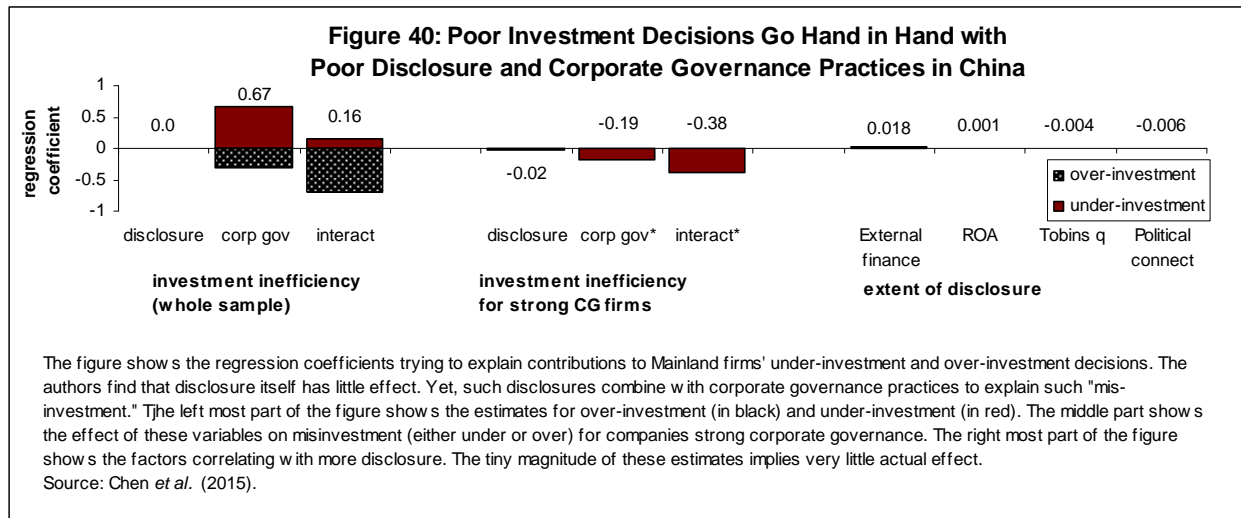 Figure 40: Poor Investment Decisions Go Hand in Hand with
Poor Disclosure and Corporate Governance Practices in China
regression
coefficient
1
0.5
0
-0.5
-1
0.0
0.67
0.16
-0.02
-0.19
-0.38
0.018
0.001
-0.004
-0.006
over-investment
under-investment
disclosure corp gov interact
disclosure corp gov* interact*
External
finance
ROA
Tobins q
Political
connect
investment inefficiency
(whole sample)
investment inefficiency
for strong CG firms
extent of disclosure
The figure shows the regression coefficients trying to explain contributions to Mainland firms' under-investment and over-investment decisions. The
authors find that disclosure itself has little effect. Yet, such disclosures combine with corporate governance practices to explain such "mis-
investment." Tjhe left most part of the figure shows the estimates for over-investment (in black) and under-investment (in red). The middle part shows
the effect of these variables on misinvestment (either under or over) for companies strong corporate governance. The right most part of the figure
shows the factors correlating with more disclosure. The tiny magnitude of these estimates implies very little actual effect.
Source: Chen et al. (2015).